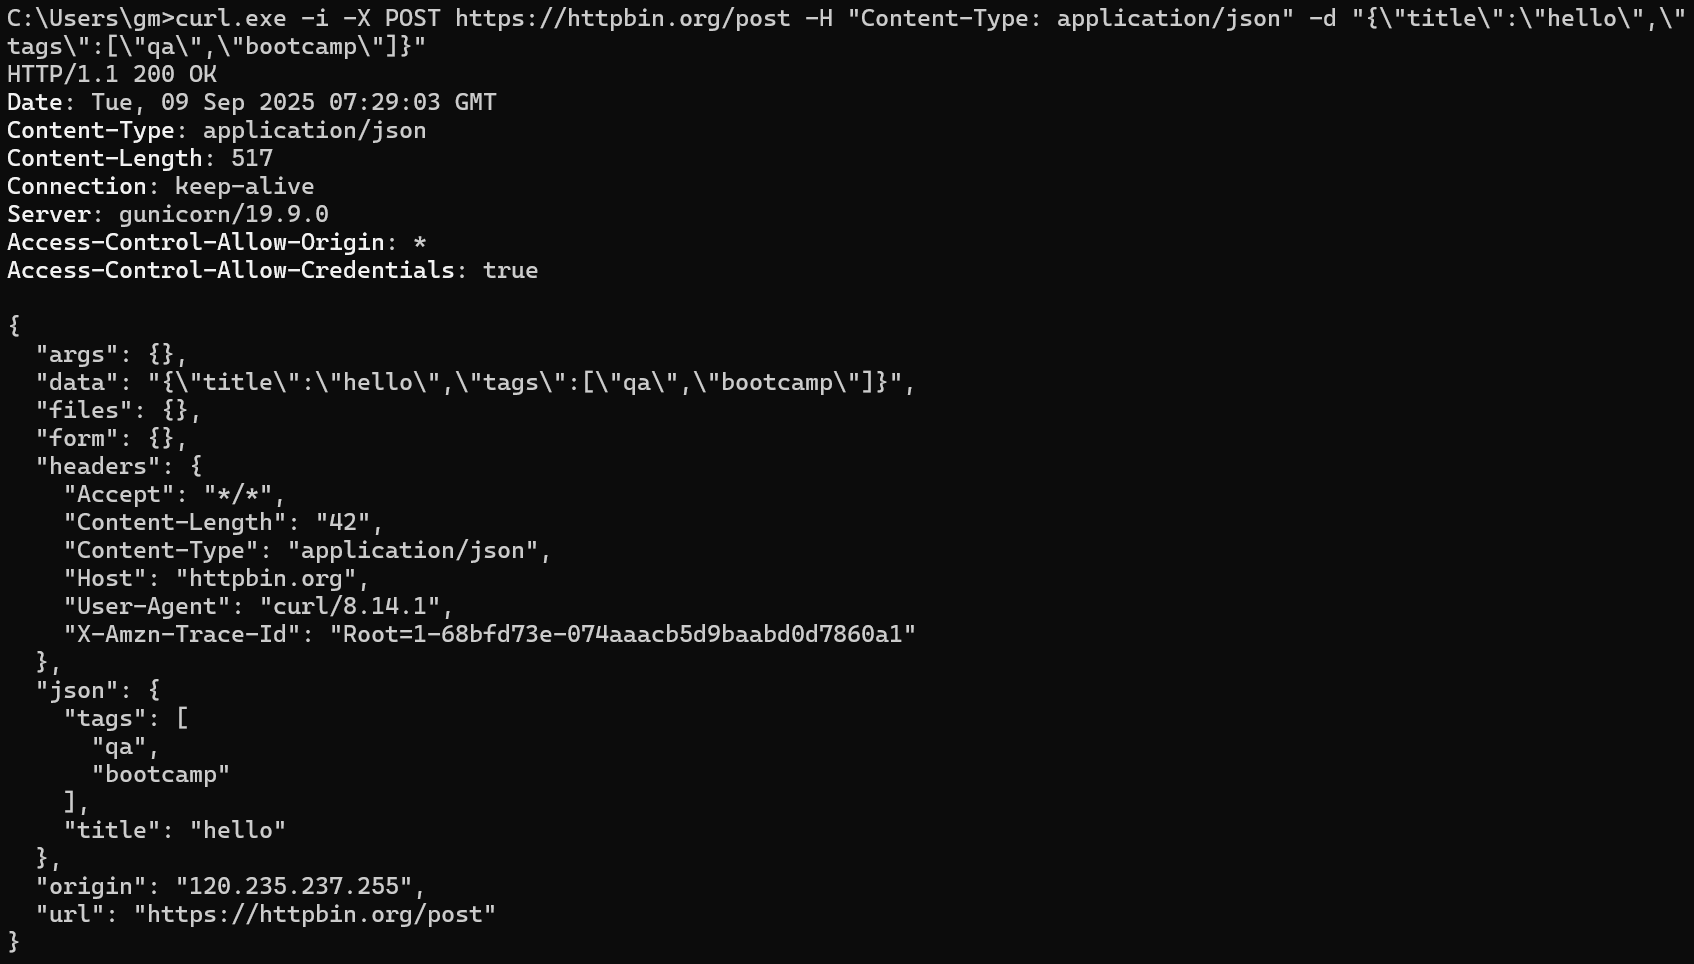 C:\Users\gm>curl.exe -i -X POST https://httpbin.org/post -H "Content-Type: application/json" -d "{\"title\":\"hello\",\"
tags\":[\"qa\",\"bootcamp\"]}"
HTTP/1.1 200 OK
Date: Tue, 09 Sep 2025 07:29:03 GMT
Content-Type: application/json
Content-Length: 517
Connection: keep-alive
Server: gunicorn/19.9.0
Access-Control-Allow-Origin: *
Access-Control-Allow-Credentials: true

{
  "args": {},
  "data": "{\"title\":\"hello\",\"tags\":[\"qa\",\"bootcamp\"]}",
  "files": {},
  "form": {},
  "headers": {
    "Accept": "*/*",
    "Content-Length": "42",
    "Content-Type": "application/json",
    "Host": "httpbin.org",
    "User-Agent": "curl/8.14.1",
    "X-Amzn-Trace-Id": "Root=1-68bfd73e-074aaacb5d9baabd0d7860a1"
  },
  "json": {
    "tags": [
      "qa",
      "bootcamp"
    ],
    "title": "hello"
  },
  "origin": "120.235.237.255",
  "url": "https://httpbin.org/post"
}